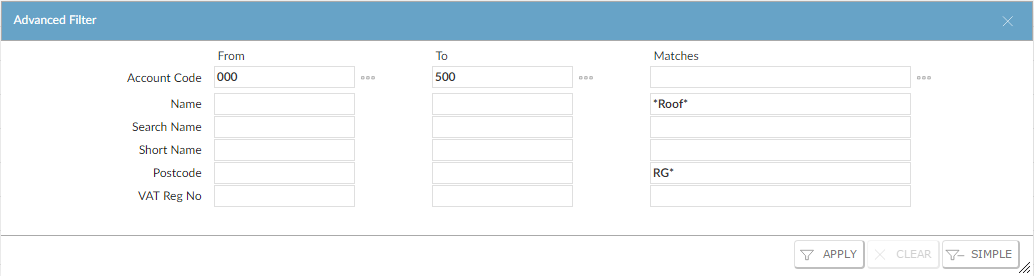 Advanced Filter
From To Matches
Account Code 000 500
Name *Roof*
Search Name
Short Name
Postcode RG*
VAT Reg No
APPLY CLEAR SIMPLE